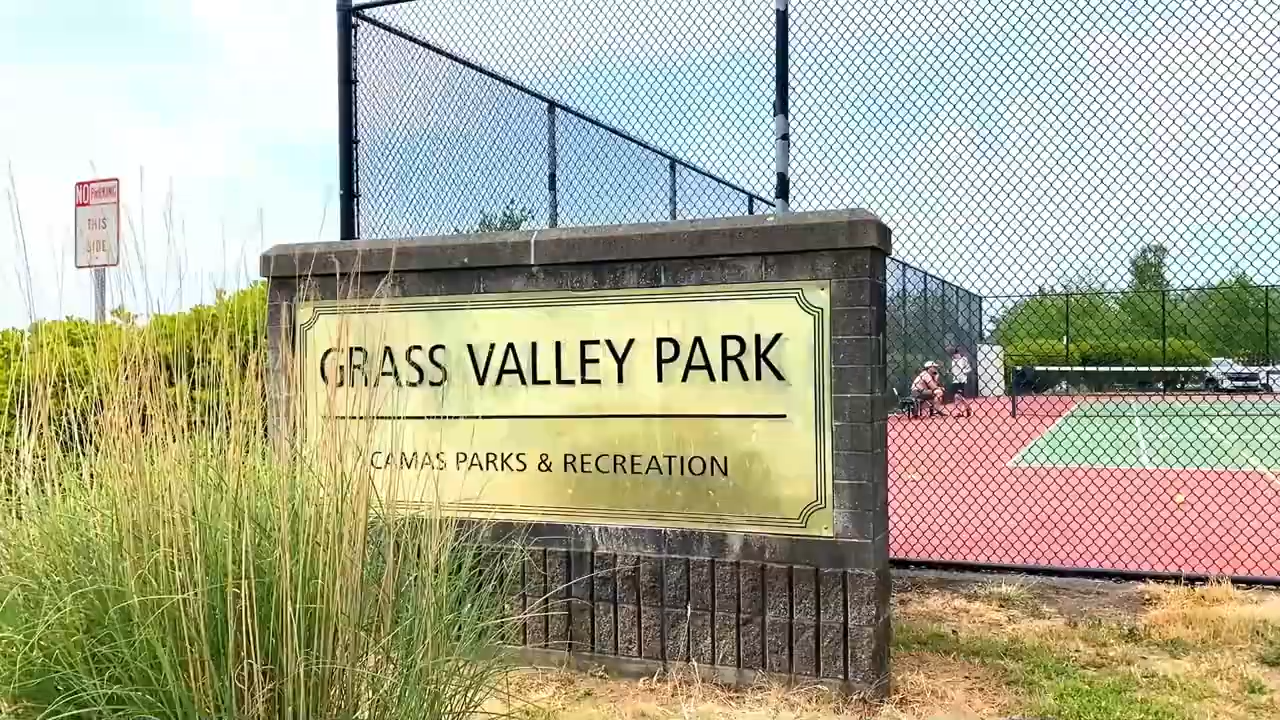 NO PARKING
THIS
SIDE
GRASS VALLEY PARK
CAMAS PARKS & RECREATION